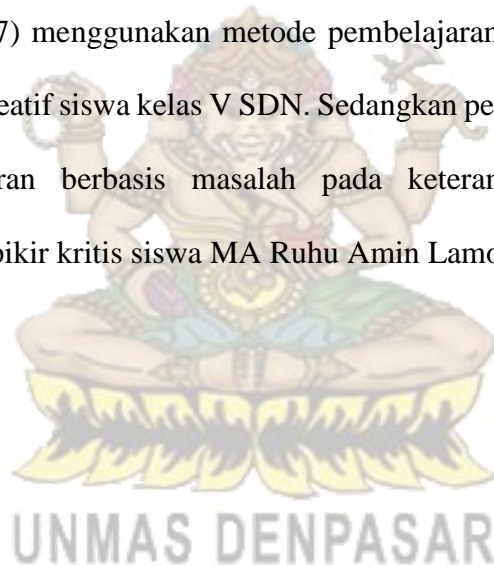 7) menggunakan metode pembelajaran
eatif siswa kelas V SDN. Sedangkan pe
ran berbasis masalah pada keteran
pikir kritis siswa MA Ruhu Amin Lamo
UNMAS DENPASAR